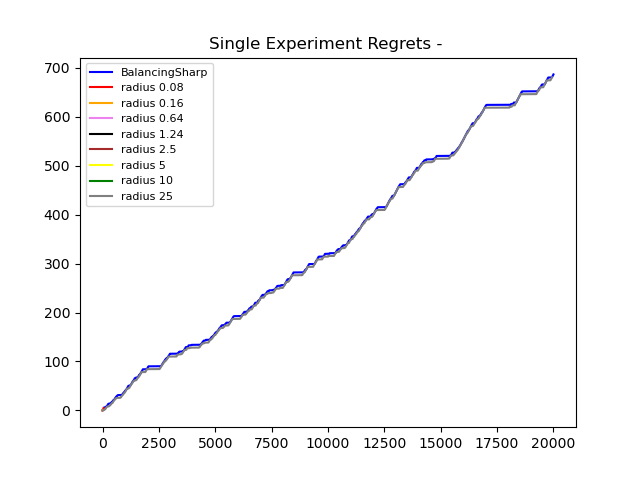 Single Experiment Regrets -
700
600
500
400
300
200
100
0
BalancingSharp
radius 0.08
radius 0.16
radius 0.64
radius 1.24
radius 2.5
radius 5
radius 10
radius 25
0 2500 5000 7500 10000 12500 15000 17500 20000